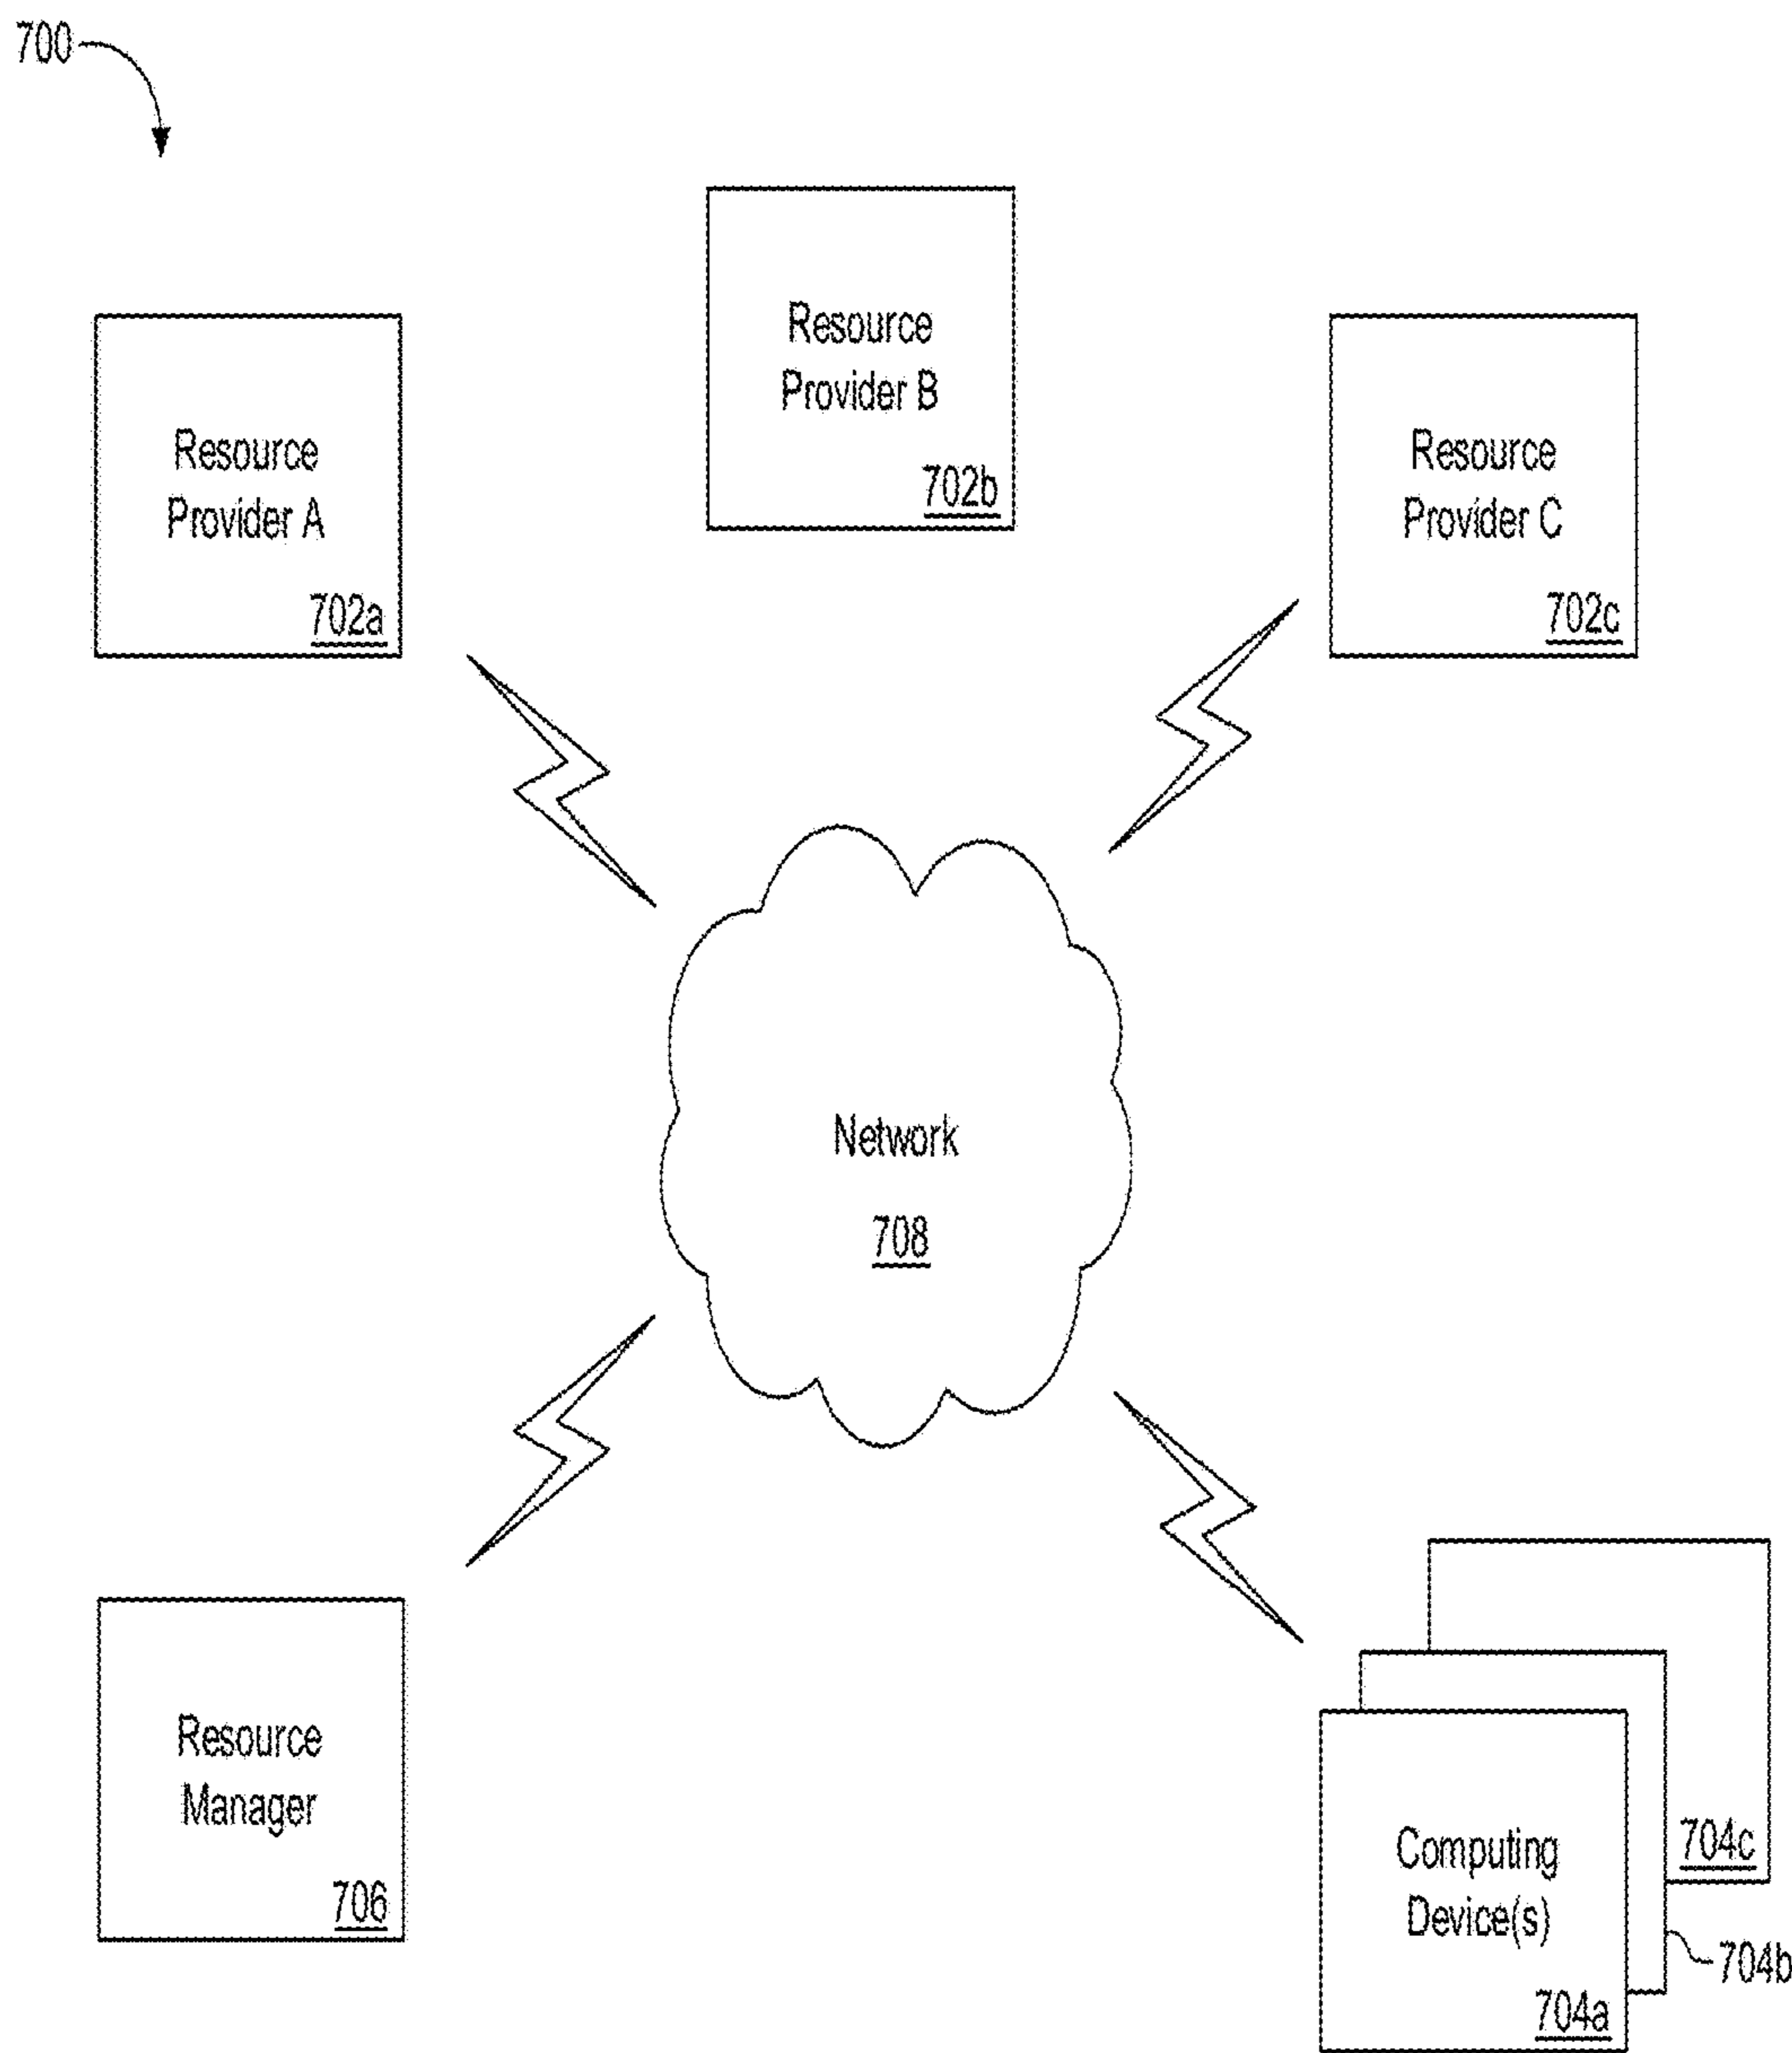 700
Resource
Provider B
702b
Resource
Provider A
702a
Resource
Provider C
702c
Network
708
Resource
Manager
706
Computing
Device(s)
704a
704c
704b